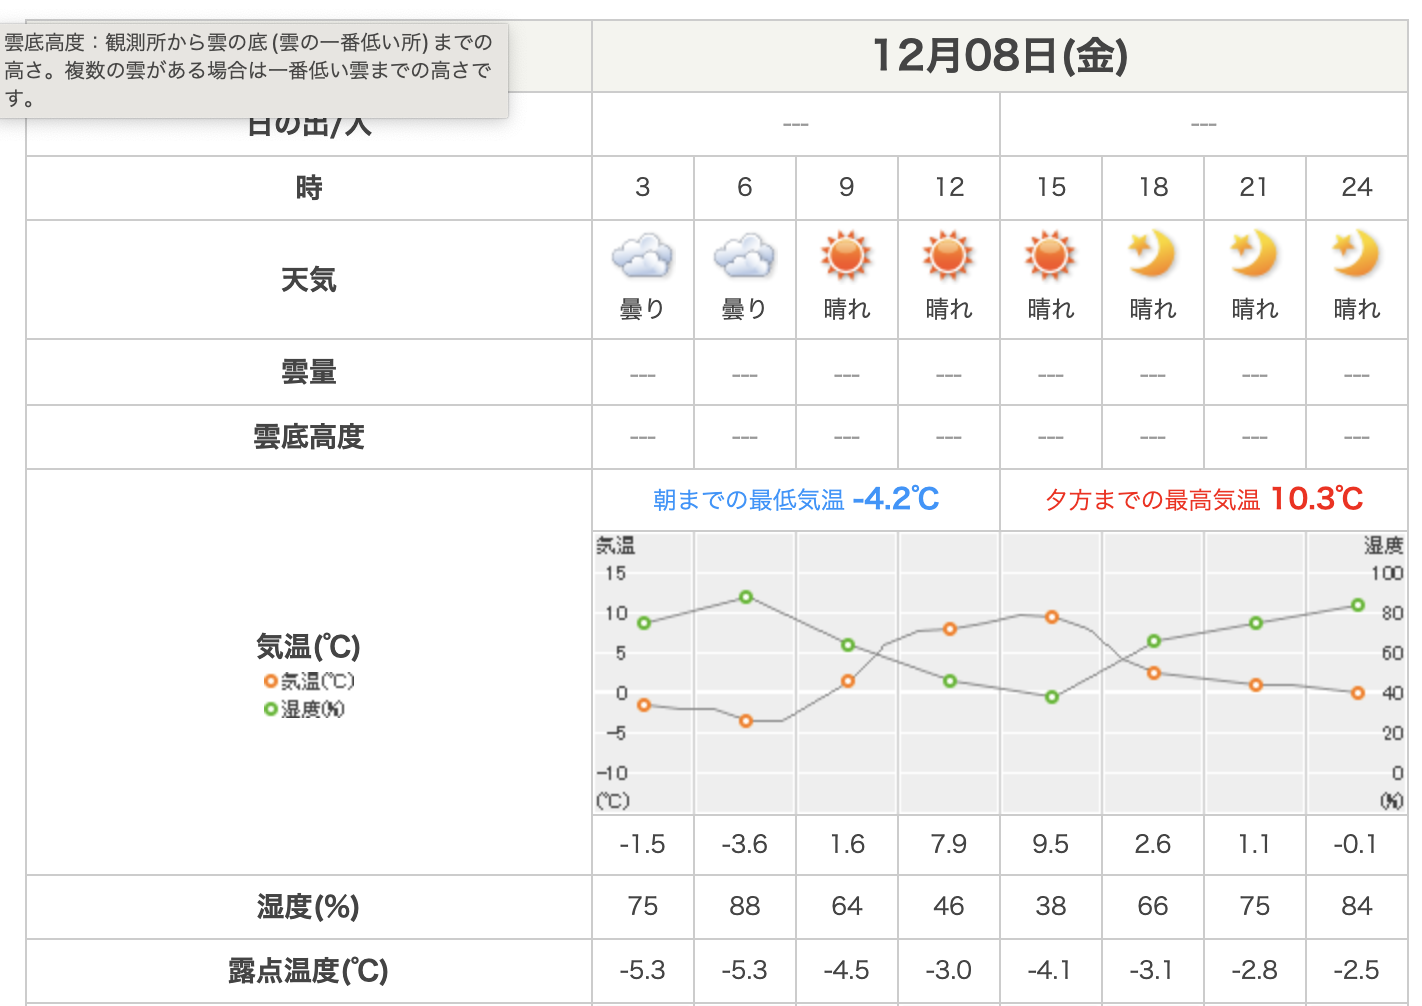 雲底高度：観測所から雲の底(雲の一番低い所)までの
高さ。複数の雲がある場合は一番低い雲までの高さで
す。
12月08日(金)
日の出/入 --- ---
時 3 6 9 12 15 18 21 24
天気 曇り 曇り 晴れ 晴れ 晴れ 晴れ 晴れ 晴れ
雲量 --- --- --- --- --- --- --- ---
雲底高度 --- --- --- --- --- --- --- ---
朝までの最低気温 -4.2℃ 夕方までの最高気温 10.3℃
気温(℃)
気温(℃)
湿度(%)
気温 湿度
15 100
10 80
5 60
0 40
-5 20
-10 0
(℃) (%)
-1.5 -3.6 1.6 7.9 9.5 2.6 1.1 -0.1
湿度(%) 75 88 64 46 38 66 75 84
露点温度(℃) -5.3 -5.3 -4.5 -3.0 -4.1 -3.1 -2.8 -2.5